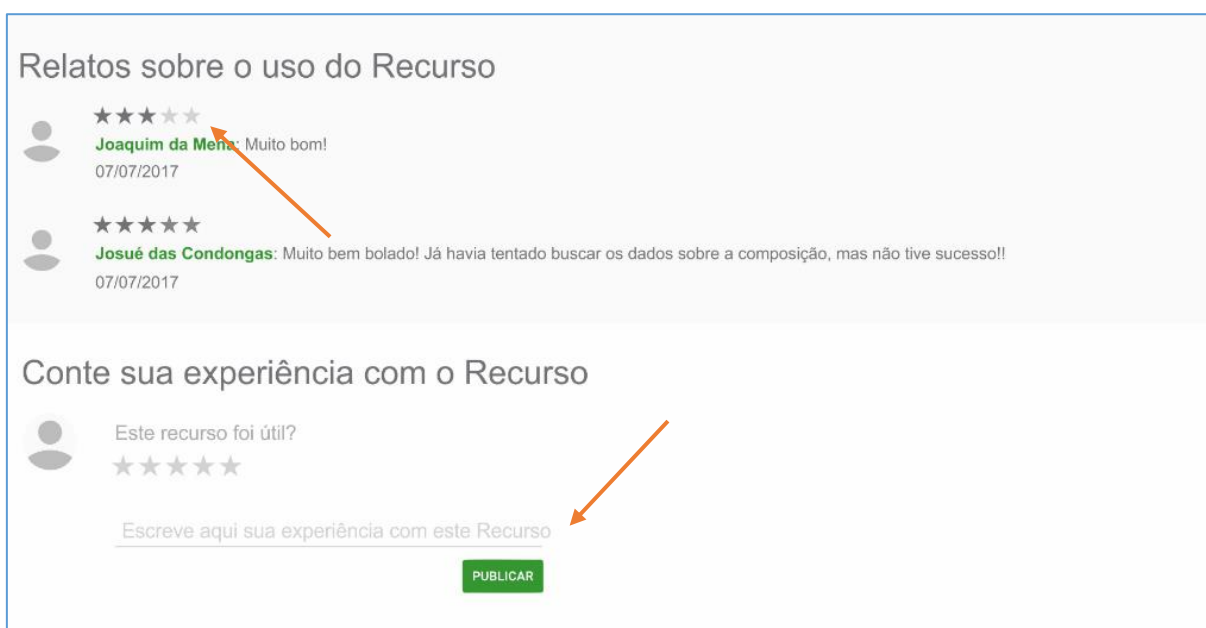 Relatos sobre o uso do Recurso
Joaquim da Mena: Muito bom!
07/07/2017
Josué das Condongas: Muito bem bolado! Já havia tentado buscar os dados sobre a composição, mas não tive sucesso!!
07/07/2017
Conte sua experiência com o Recurso
Este recurso foi útil?
Escreve aqui sua experiência com este Recurso
PUBLICAR